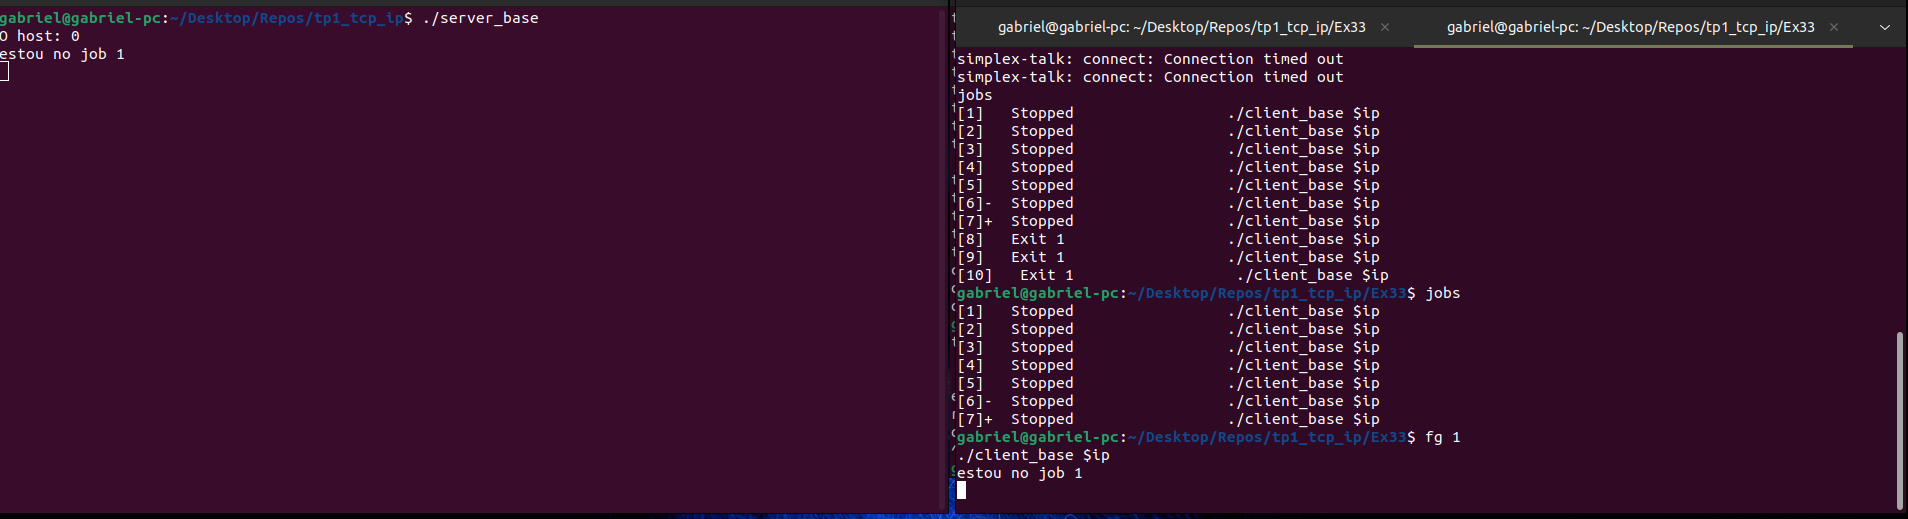 gabriel@gabriel-pc:~/Desktop/Repos/tp1_tcp_ip$ ./server_base
O host: 0
estou no job 1
gabriel@gabriel-pc: ~/Desktop/Repos/tp1_tcp_ip/Ex33 × gabriel@gabriel-pc: ~/Desktop/Repos/tp1_tcp_ip/Ex33 ×
simplex-talk: connect: Connection timed out
simplex-talk: connect: Connection timed out
jobs
[1]   Stopped                 ./client_base $ip
[2]   Stopped                 ./client_base $ip
[3]   Stopped                 ./client_base $ip
[4]   Stopped                 ./client_base $ip
[5]   Stopped                 ./client_base $ip
[6]-  Stopped                 ./client_base $ip
[7]+  Stopped                 ./client_base $ip
[8]   Exit 1                  ./client_base $ip
[9]   Exit 1                  ./client_base $ip
[10]   Exit 1                  ./client_base $ip
gabriel@gabriel-pc:~/Desktop/Repos/tp1_tcp_ip/Ex33$ jobs
[1]   Stopped                 ./client_base $ip
[2]   Stopped                 ./client_base $ip
[3]   Stopped                 ./client_base $ip
[4]   Stopped                 ./client_base $ip
[5]   Stopped                 ./client_base $ip
[6]-  Stopped                 ./client_base $ip
[7]+  Stopped                 ./client_base $ip
gabriel@gabriel-pc:~/Desktop/Repos/tp1_tcp_ip/Ex33$ fg 1
./client_base $ip
estou no job 1